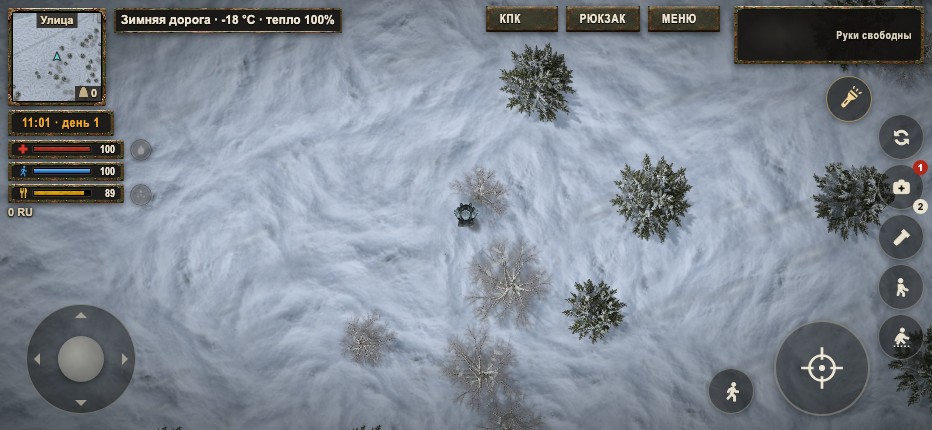 Улица
Зимняя дорога · -18 °C · тепло 100%
КПК
РЮКЗАК
МЕНЮ
Руки свободны
0
11:01 · день 1
100
100
89
0 RU
1
2